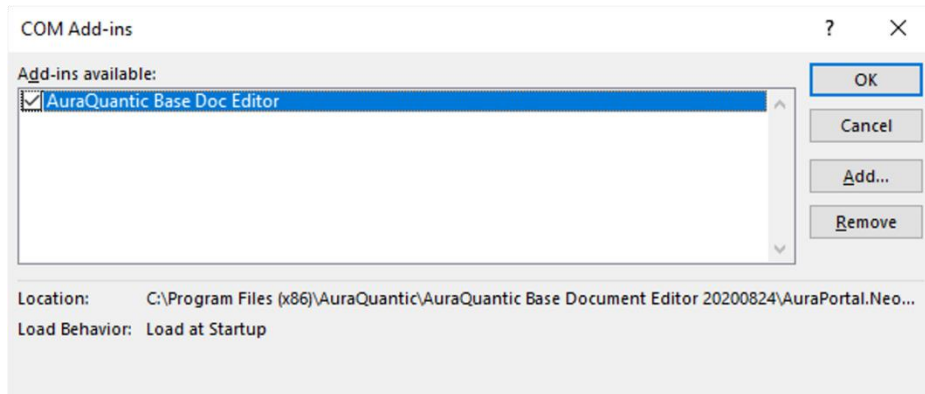 COM Add-ins ? ×
Add-ins available:
AuraQuantic Base Doc Editor
OK
Cancel
Add...
Remove
Location: C:\Program Files (x86)\AuraQuantic\AuraQuantic Base Document Editor 20200824\AuraPortal.Neo...
Load Behavior: Load at Startup